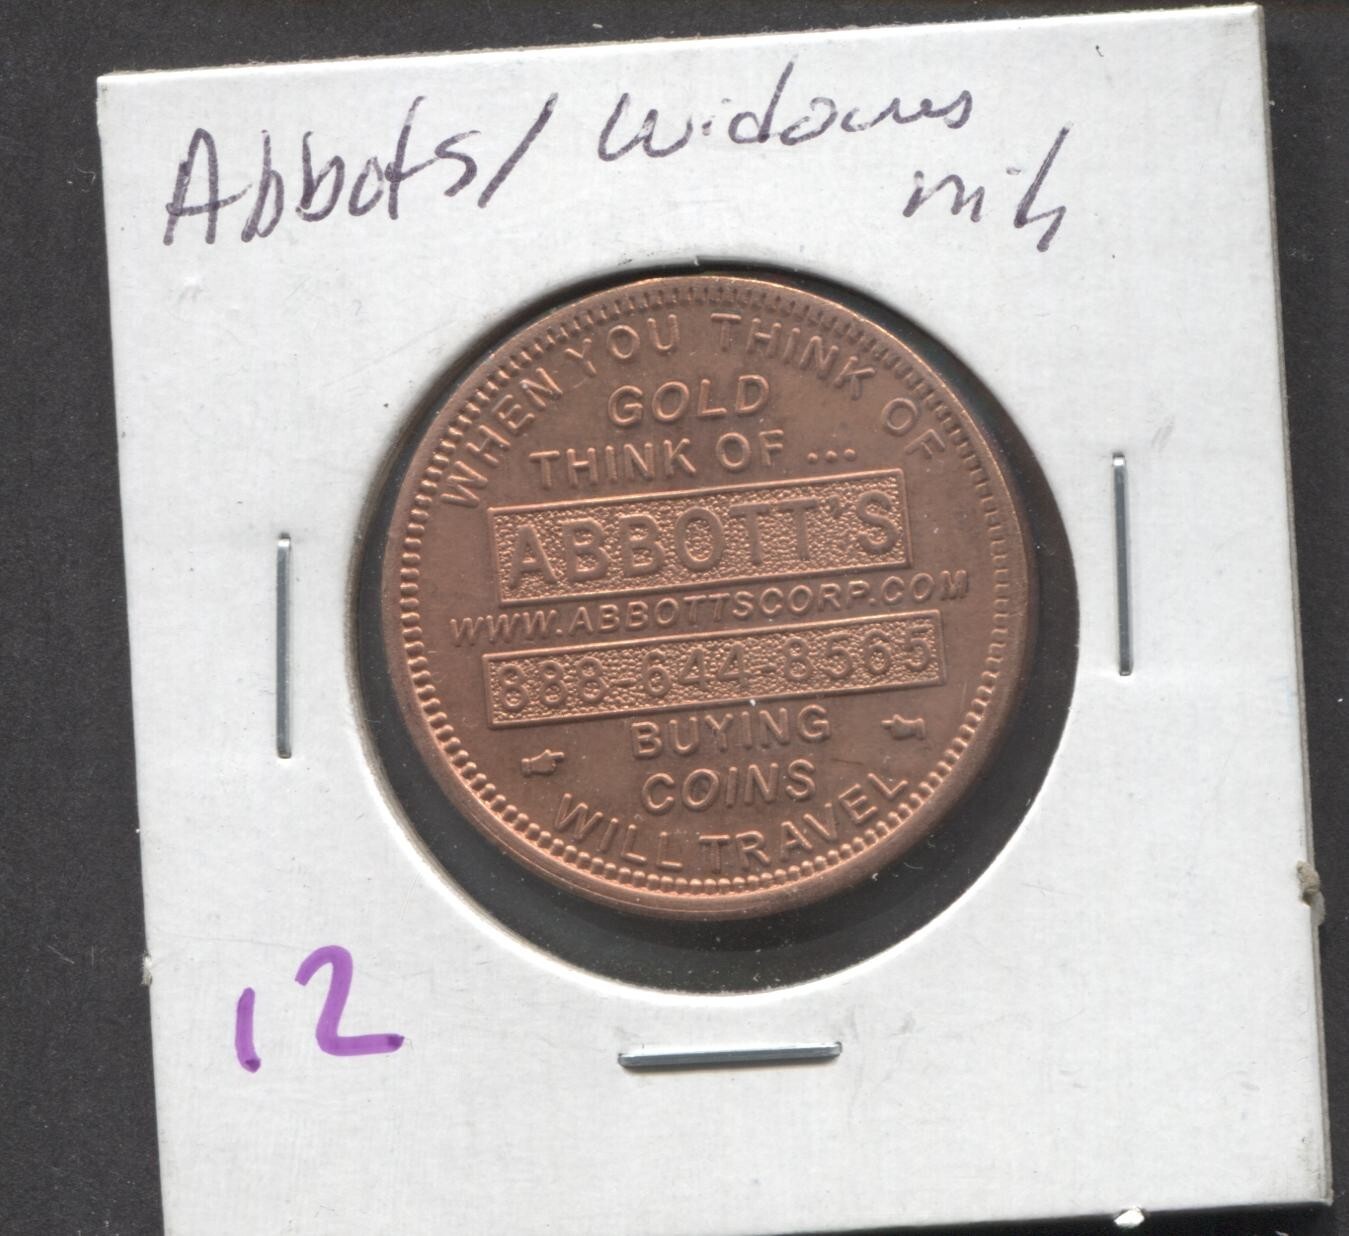 Abbots/ widows
WHEN YOU THINK OF
GOLD
THINK OF ...
ABBOTT'S
WWW.ABBOTTSCORP.COM
888-644-8565
BUYING
COINS
WILL TRAVEL
12